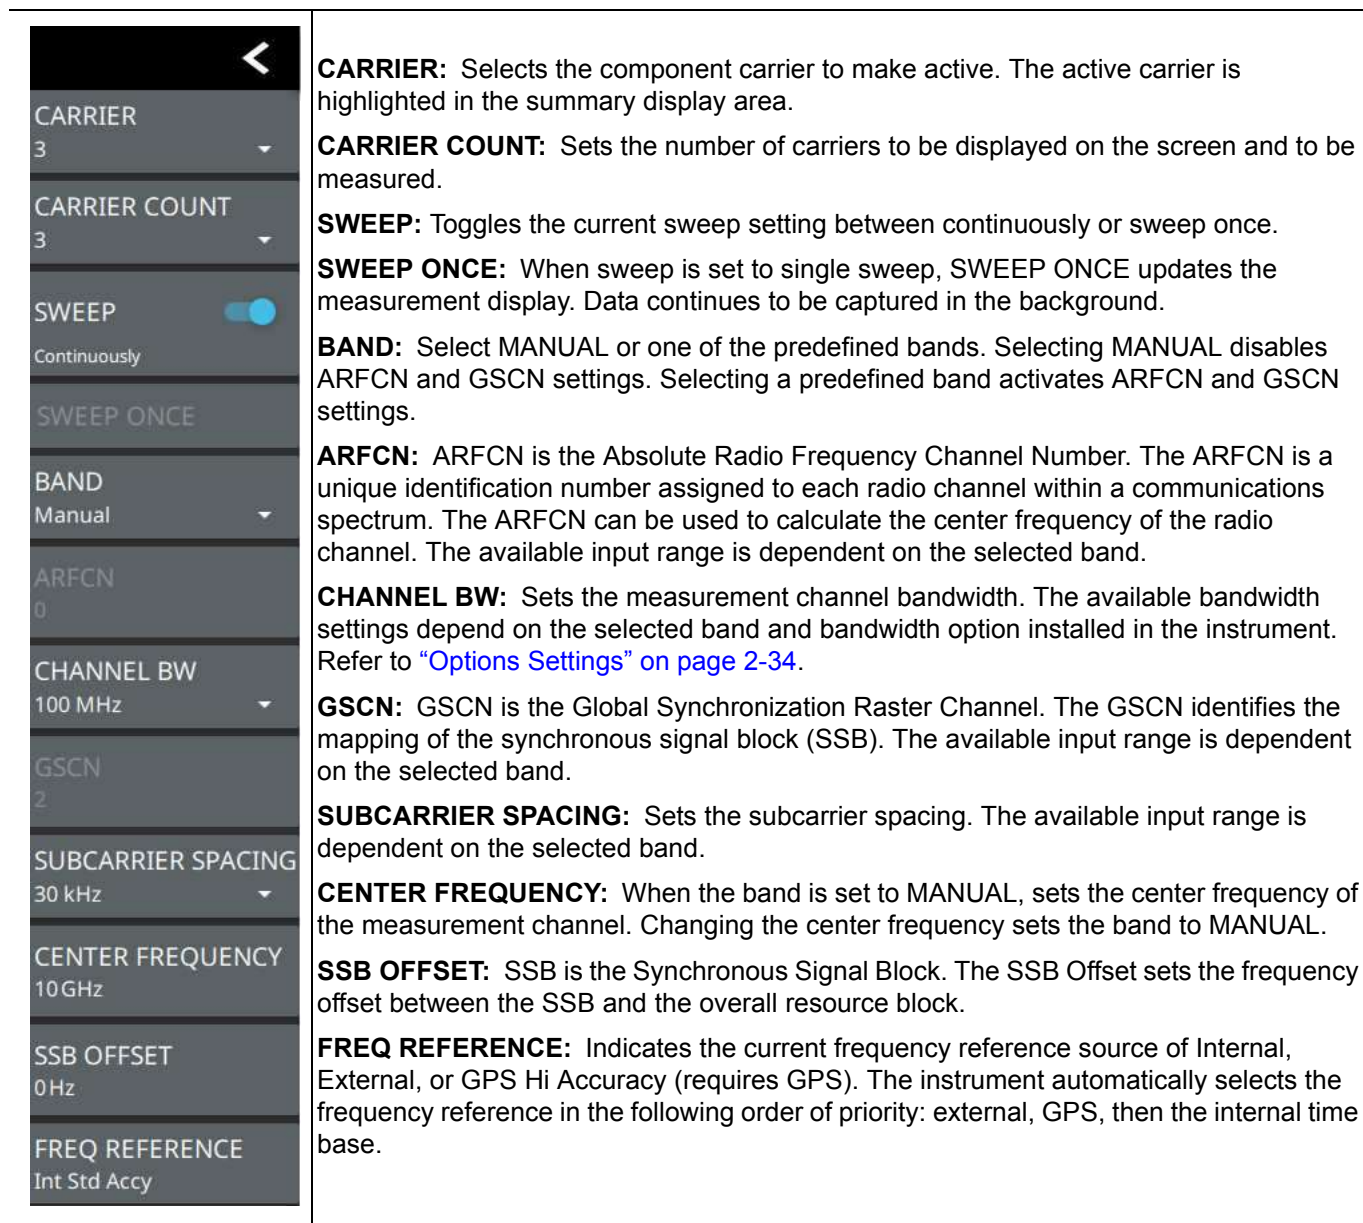 CARRIER
3
CARRIER COUNT
3
SWEEP
Continuously
SWEEP ONCE
BAND
Manual
ARFCN
0
CHANNEL BW
100 MHz
GSCN
2
SUBCARRIER SPACING
30 kHz
CENTER FREQUENCY
10 GHz
SSB OFFSET
0 Hz
FREQ REFERENCE
Int Std Accy
CARRIER: Selects the component carrier to make active. The active carrier is
highlighted in the summary display area.
CARRIER COUNT: Sets the number of carriers to be displayed on the screen and to be
measured.
SWEEP: Toggles the current sweep setting between continuously or sweep once.
SWEEP ONCE: When sweep is set to single sweep, SWEEP ONCE updates the
measurement display. Data continues to be captured in the background.
BAND: Select MANUAL or one of the predefined bands. Selecting MANUAL disables
ARFCN and GSCN settings. Selecting a predefined band activates ARFCN and GSCN
settings.
ARFCN: ARFCN is the Absolute Radio Frequency Channel Number. The ARFCN is a
unique identification number assigned to each radio channel within a communications
spectrum. The ARFCN can be used to calculate the center frequency of the radio
channel. The available input range is dependent on the selected band.
CHANNEL BW: Sets the measurement channel bandwidth. The available bandwidth
settings depend on the selected band and bandwidth option installed in the instrument.
Refer to “Options Settings” on page 2-34.
GSCN: GSCN is the Global Synchronization Raster Channel. The GSCN identifies the
mapping of the synchronous signal block (SSB). The available input range is dependent
on the selected band.
SUBCARRIER SPACING: Sets the subcarrier spacing. The available input range is
dependent on the selected band.
CENTER FREQUENCY: When the band is set to MANUAL, sets the center frequency of
the measurement channel. Changing the center frequency sets the band to MANUAL.
SSB OFFSET: SSB is the Synchronous Signal Block. The SSB Offset sets the frequency
offset between the SSB and the overall resource block.
FREQ REFERENCE: Indicates the current frequency reference source of Internal,
External, or GPS Hi Accuracy (requires GPS). The instrument automatically selects the
frequency reference in the following order of priority: external, GPS, then the internal time
base.